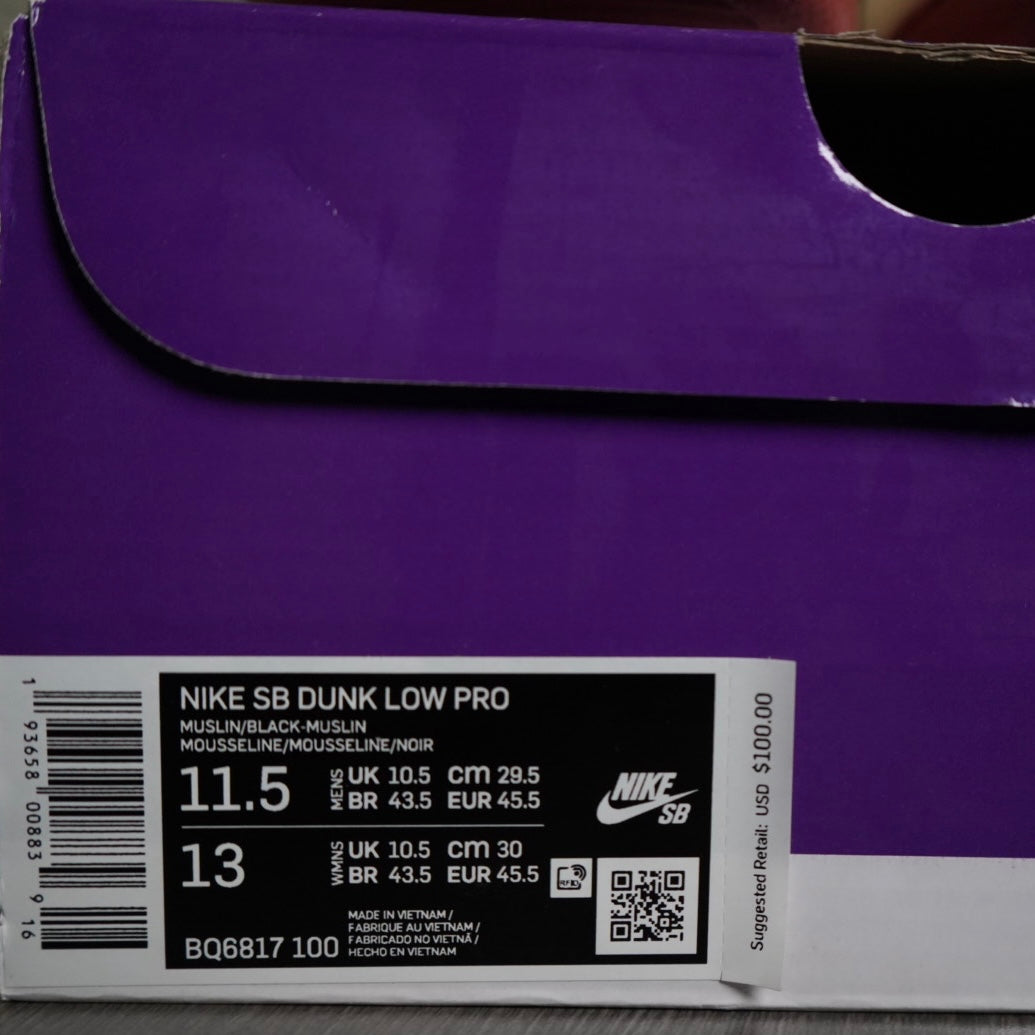 NIKE SB DUNK LOW PRO
MUSLIN/BLACK-MUSLIN
MOUSSELINE/MOUSSELINE/NOIR
11.5 MENS UK 10.5 cm 29.5
BR 43.5 EUR 45.5
13 WMNS UK 10.5 cm 30
BR 43.5 EUR 45.5
BQ6817 100
MADE IN VIETNAM /
FABRIQUE AU VIETNAM /
FABRICADO NO VIETNÃ /
HECHO EN VIETNAM
NIKE
SB
RFID
1 93658 00883 9 16
Suggested Retail: USD $100.00